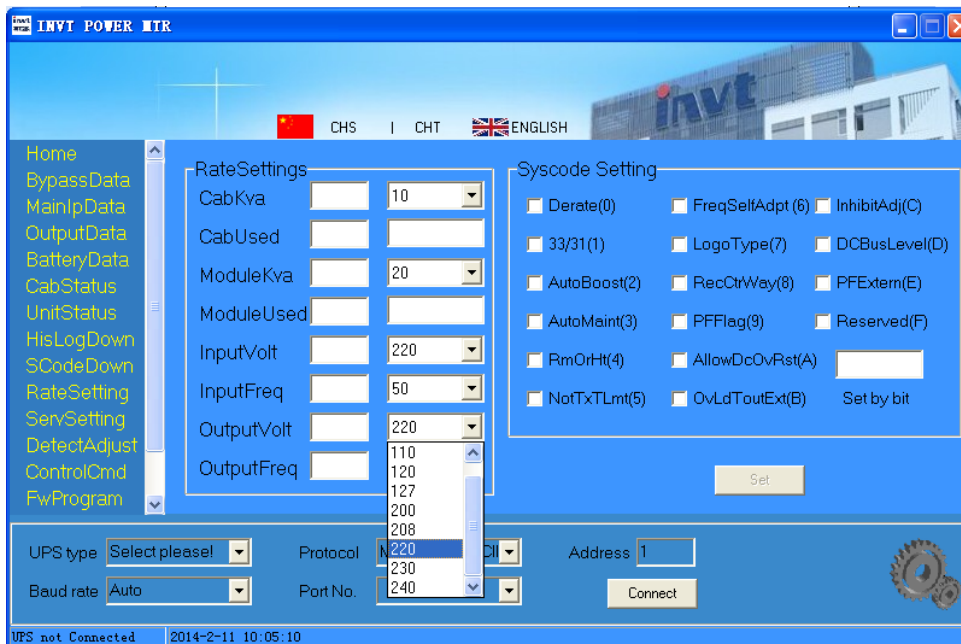 invt MTR. INVT POWER MTR
invt
CHS | CHT ENGLISH
Home
BypassData
MainIpData
OutputData
BatteryData
CabStatus
UnitStatus
HisLogDown
SCodeDown
RateSetting
ServSetting
DetectAdjust
ControlCmd
FwProgram
RateSettings
CabKva 10
CabUsed
ModuleKva 20
ModuleUsed
InputVolt 220
InputFreq 50
OutputVolt 220
OutputFreq
110
120
127
200
208
220
230
240
Syscode Setting
Derate(0) FreqSelfAdpt (6) InhibitAdj(C)
33/31(1) LogoType(7) DCBusLevel(D)
AutoBoost(2) RecCtrWay(8) PFExtern(E)
AutoMaint(3) PFFlag(9) Reserved(F)
RmOrHt(4) AllowDcOvRst(A)
NotTxTLmt(5) OvLdToutExt(B) Set by bit
Set
UPS type Select please! Protocol Address 1
Baud rate Auto Port No. Connect
UPS not Connected 2014-2-11 10:05:10